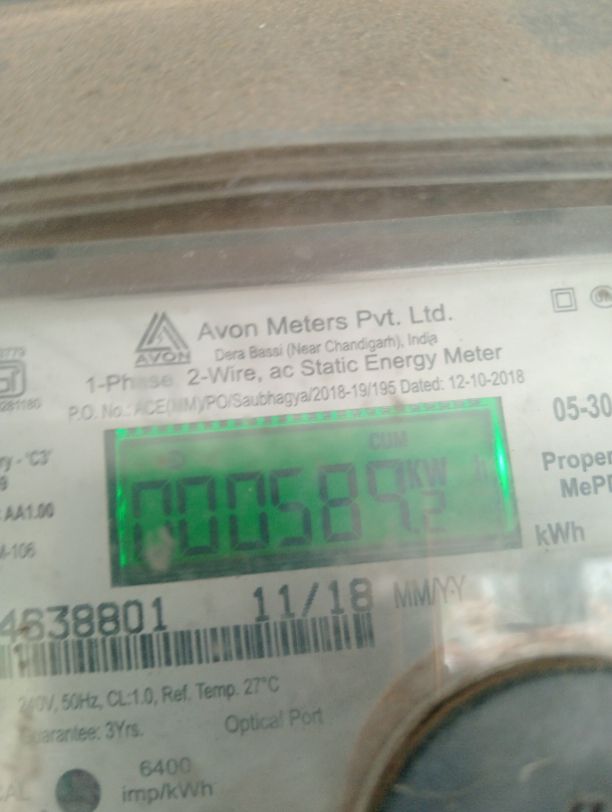 Avon Meters Pvt. Ltd.
AVON
Dera Bassi (Near Chandigarh), India
1-Phase 2-Wire, ac Static Energy Meter
P.O. No.: ACE(MM)/PO/Saubhagya/2018-19/195 Dated: 12-10-2018
05-30
CUM
000589.2
KW h
kWh
AA1.00
4638801 11/18 MM/YY
240V, 50Hz, CL:1.0, Ref. Temp. 27°C
Guarantee: 3Yrs. Optical Port
6400
imp/kWh